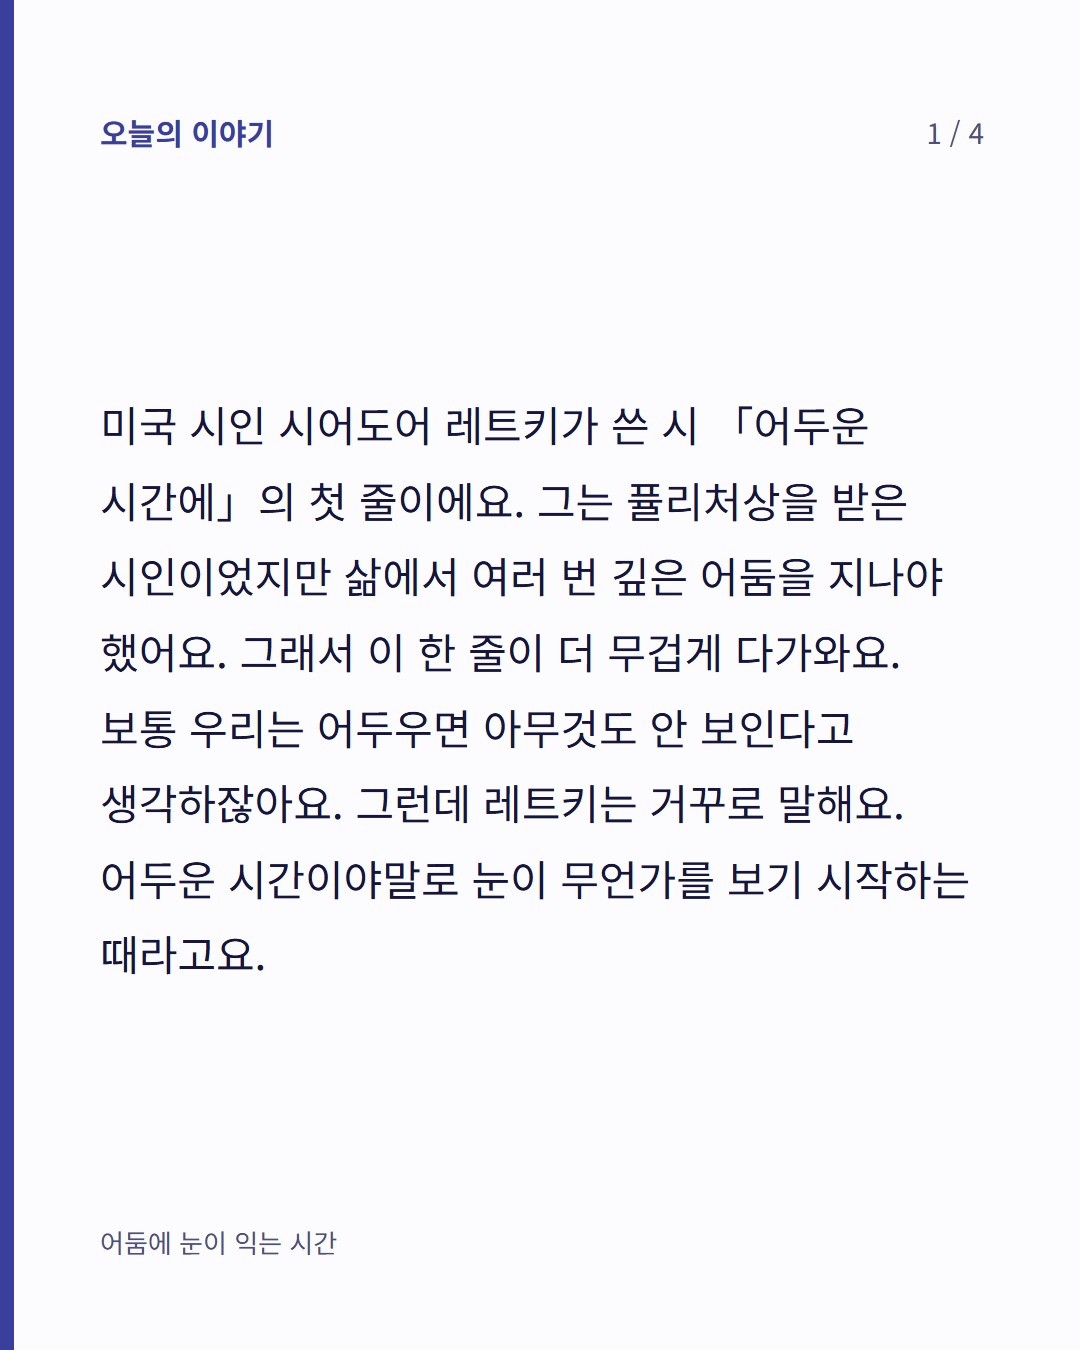 오늘의 이야기
1 / 4
미국 시인 시어도어 레트키가 쓴 시 「어두운
시간에」의 첫 줄이에요. 그는 퓰리처상을 받은
시인이었지만 삶에서 여러 번 깊은 어둠을 지나야
했어요. 그래서 이 한 줄이 더 무겁게 다가와요.
보통 우리는 어두우면 아무것도 안 보인다고
생각하잖아요. 그런데 레트키는 거꾸로 말해요.
어두운 시간이야말로 눈이 무언가를 보기 시작하는
때라고요.
어둠에 눈이 익는 시간